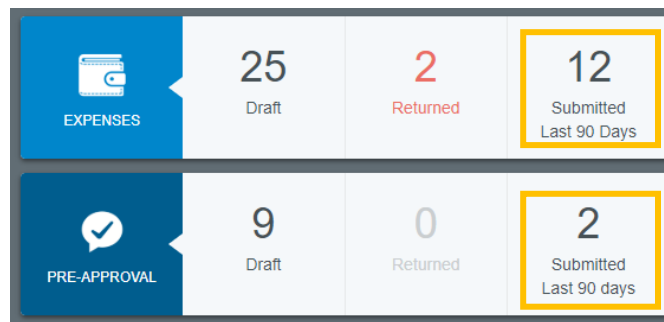 25
2
12
Draft
Returned
Submitted
Last 90 Days
EXPENSES
9
0
2
Draft
Returned
Submitted
Last 90 days
PRE-APPROVAL